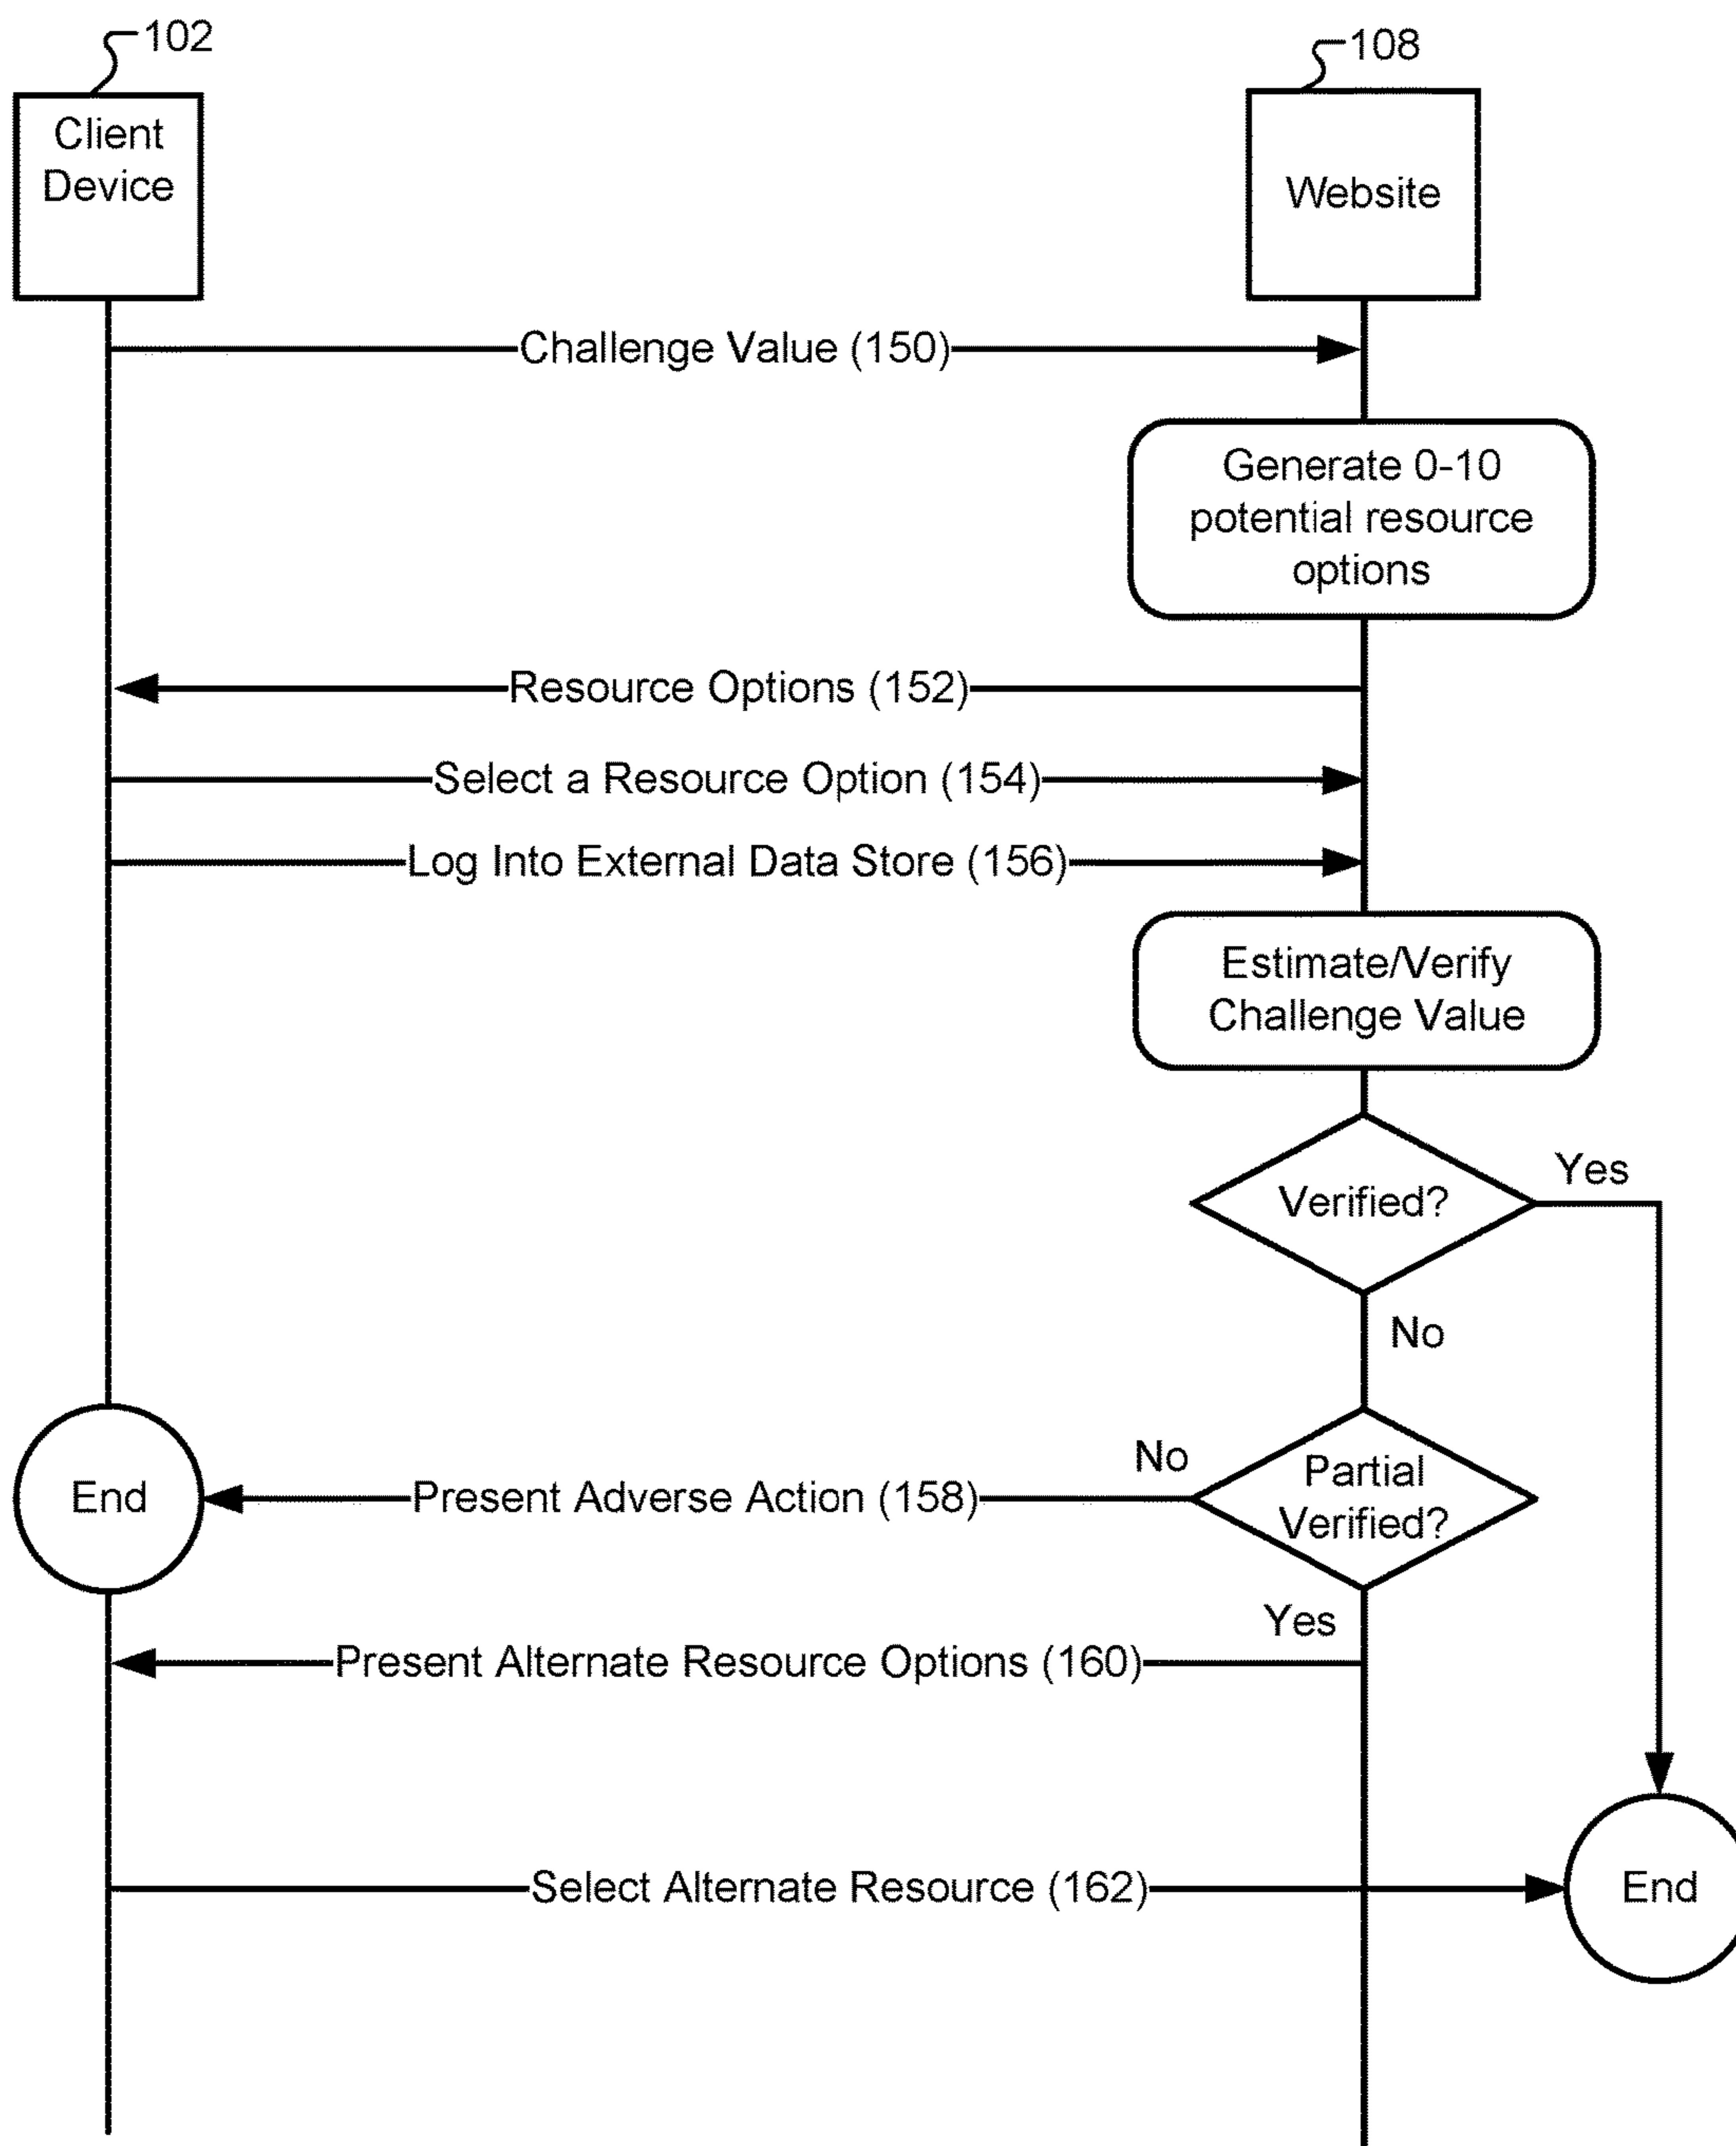 102
108
Client
Device
Website
Challenge Value (150)
Generate 0-10
potential resource
options
Resource Options (152)
Select a Resource Option (154)
Log Into External Data Store (156)
Estimate/Verify
Challenge Value
Verified?
Yes
No
End
Present Adverse Action (158)
No
Partial
Verified?
Yes
Present Alternate Resource Options (160)
Select Alternate Resource (162)
End